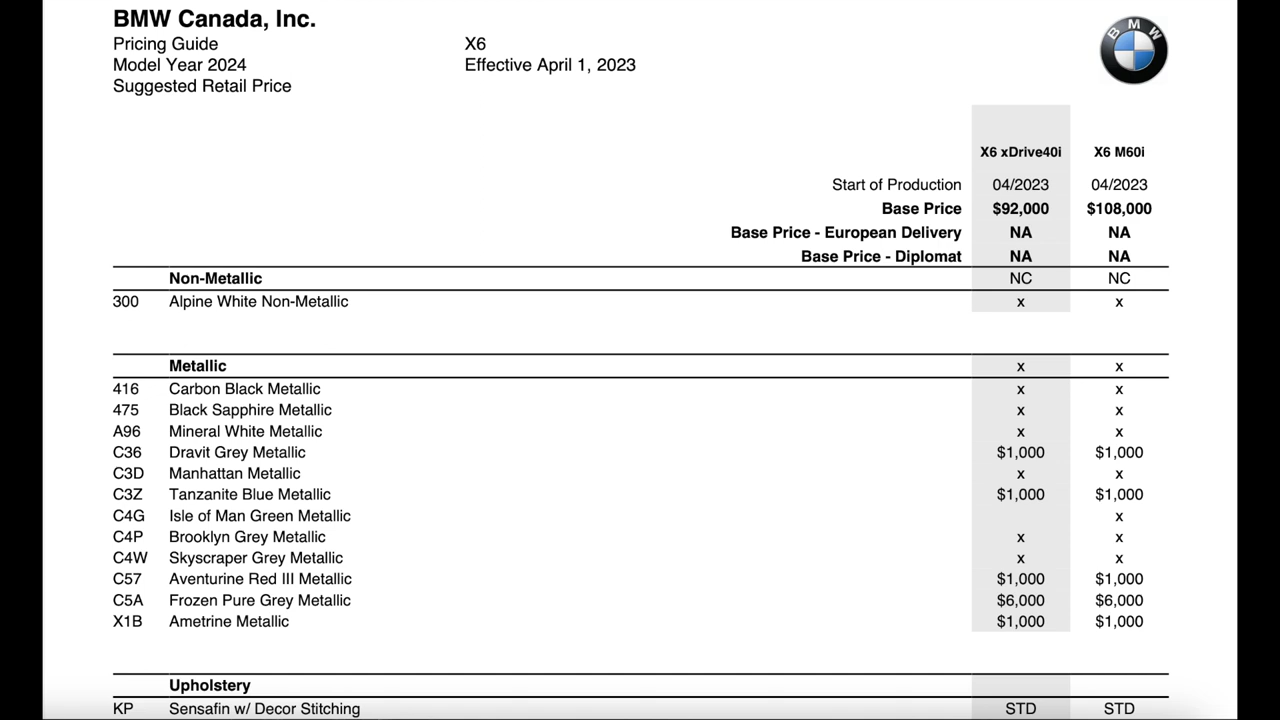 BMW Canada, Inc.
Pricing Guide X6
Model Year 2024 Effective April 1, 2023
Suggested Retail Price
BMW
X6 xDrive40i X6 M60i
Start of Production 04/2023 04/2023
Base Price $92,000 $108,000
Base Price - European Delivery NA NA
Base Price - Diplomat NA NA
Non-Metallic NC NC
300 Alpine White Non-Metallic x x
Metallic x x
416 Carbon Black Metallic x x
475 Black Sapphire Metallic x x
A96 Mineral White Metallic x x
C36 Dravit Grey Metallic $1,000 $1,000
C3D Manhattan Metallic x x
C3Z Tanzanite Blue Metallic $1,000 $1,000
C4G Isle of Man Green Metallic x
C4P Brooklyn Grey Metallic x x
C4W Skyscraper Grey Metallic x x
C57 Aventurine Red III Metallic $1,000 $1,000
C5A Frozen Pure Grey Metallic $6,000 $6,000
X1B Ametrine Metallic $1,000 $1,000
Upholstery
KP Sensafin w/ Decor Stitching STD STD